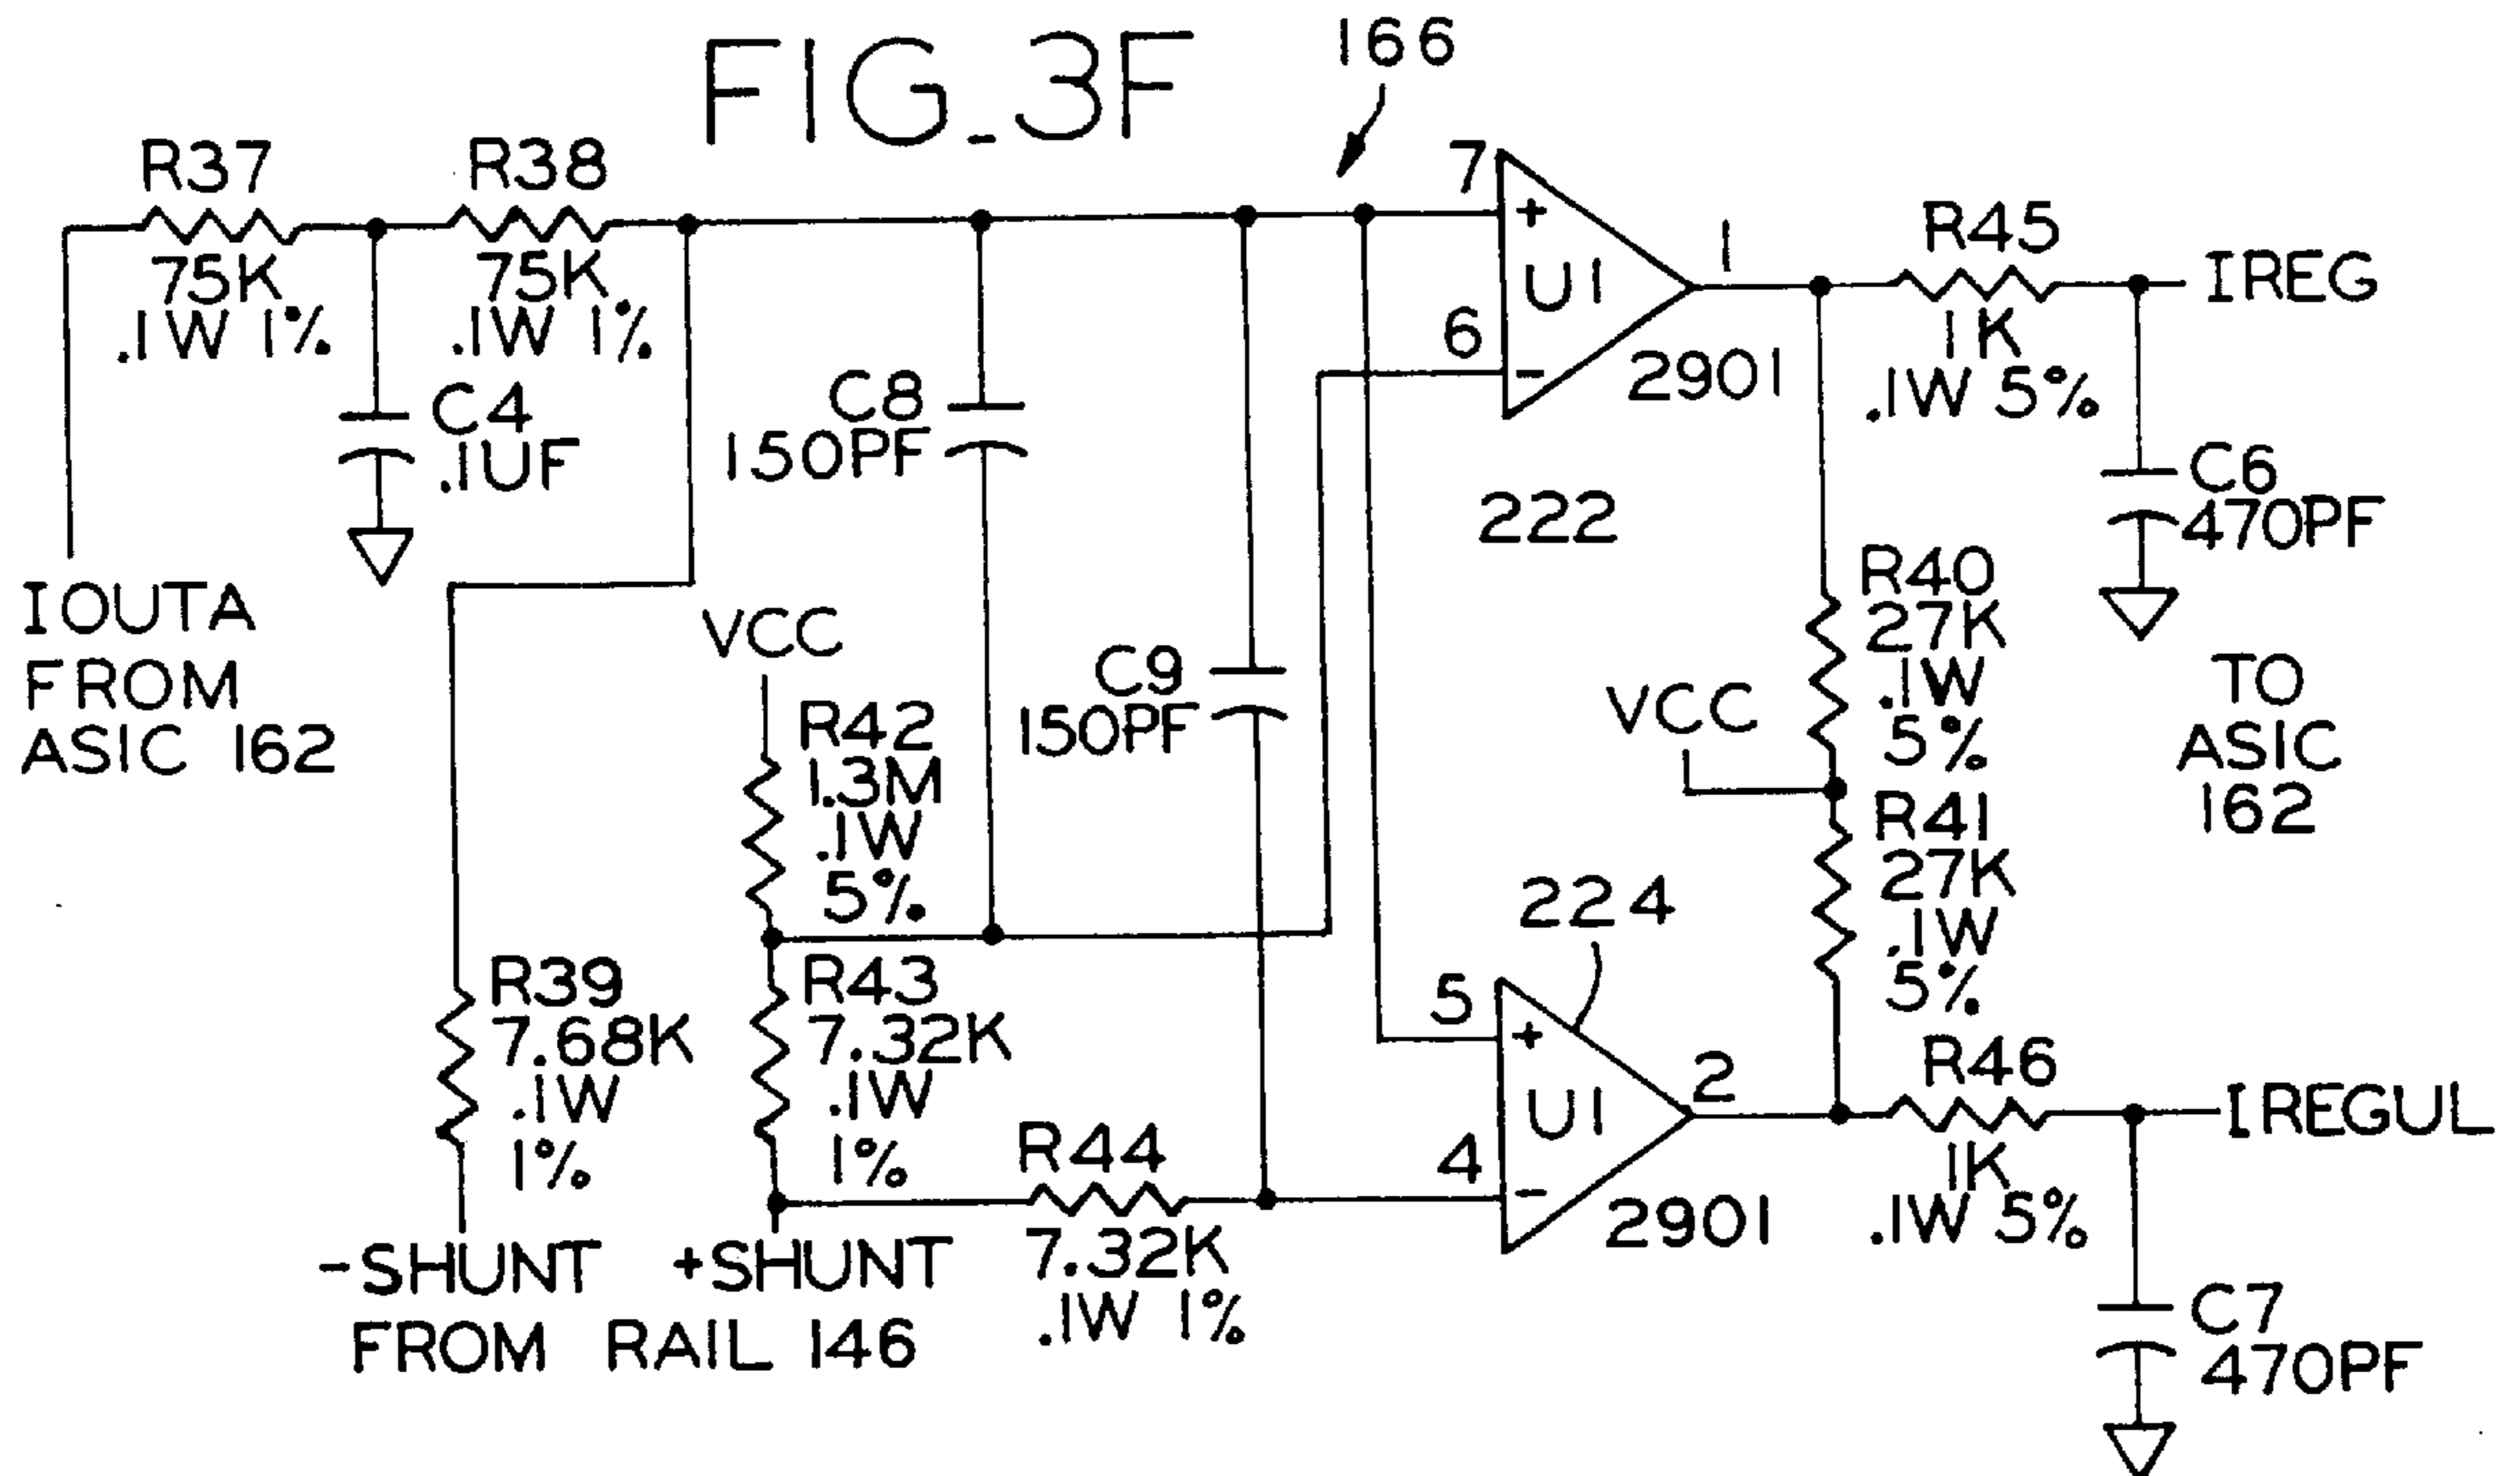 FIG_3F
166
R37
75K
.1W 1%
R38
75K
.1W 1%
C4
.1UF
IOUTA
FROM
ASIC 162
C8
150PF
VCC
R42
1.3M
.1W
5%
C9
150PF
7
+
U1
6
-
1
2901
222
R45
1K
.1W 5%
IREG
C6
470PF
R40
27K
.1W
5%
VCC
R41
27K
.1W
5%
TO
ASIC
162
224
R39
7.68K
.1W
1%
R43
7.32K
.1W
1%
R44
7.32K
.1W 1%
5
+
U1
4
-
2
2901
R46
1K
.1W 5%
IREGUL
C7
470PF
-SHUNT +SHUNT
FROM RAIL 146